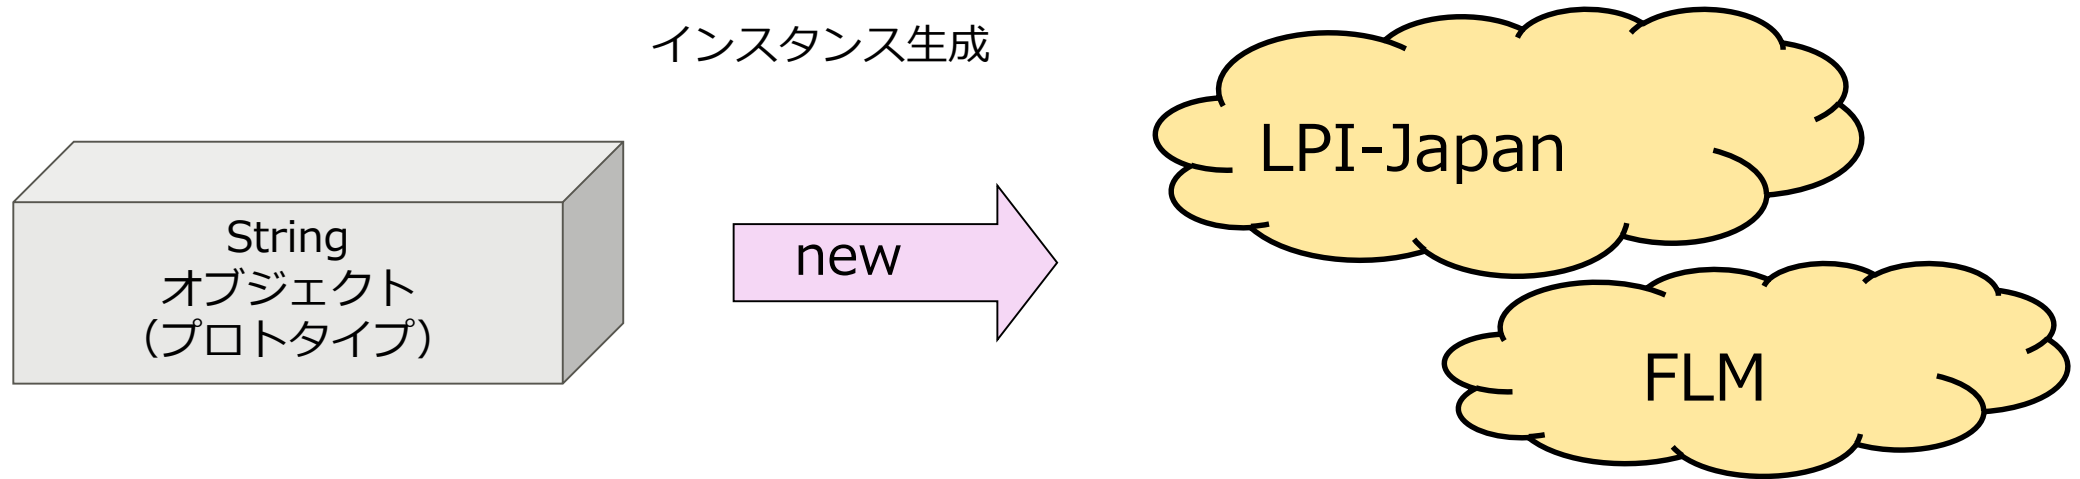 インスタンス生成
String
オブジェクト
（プロトタイプ）
new
LPI-Japan
FLM